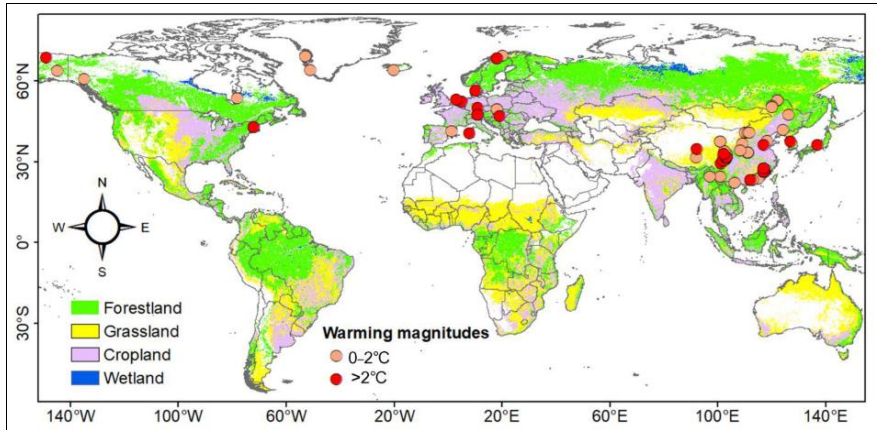 60°N
30°N
0°
30°S
N
W E
S
Forestland
Grassland
Cropland
Wetland
Warming magnitudes
0–2°C
>2°C
140°W 100°W 60°W 20°W 20°E 60°E 100°E 140°E